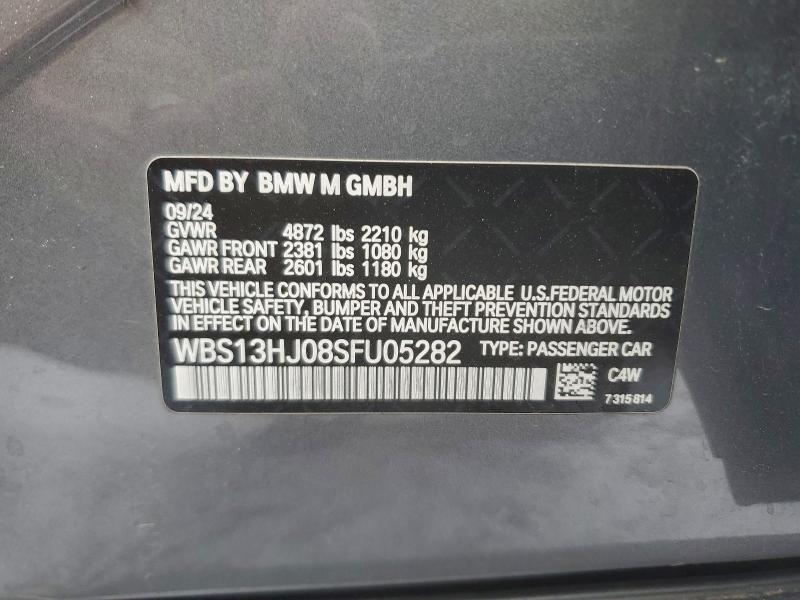 MFD BY BMW M GMBH
09/24
GVWR 4872 lbs 2210 kg
GAWR FRONT 2381 lbs 1080 kg
GAWR REAR 2601 lbs 1180 kg
THIS VEHICLE CONFORMS TO ALL APPLICABLE U.S.FEDERAL MOTOR
VEHICLE SAFETY, BUMPER AND THEFT PREVENTION STANDARDS
IN EFFECT ON THE DATE OF MANUFACTURE SHOWN ABOVE.
WBS13HJ08SFU05282 TYPE: PASSENGER CAR
C4W
7 315 814